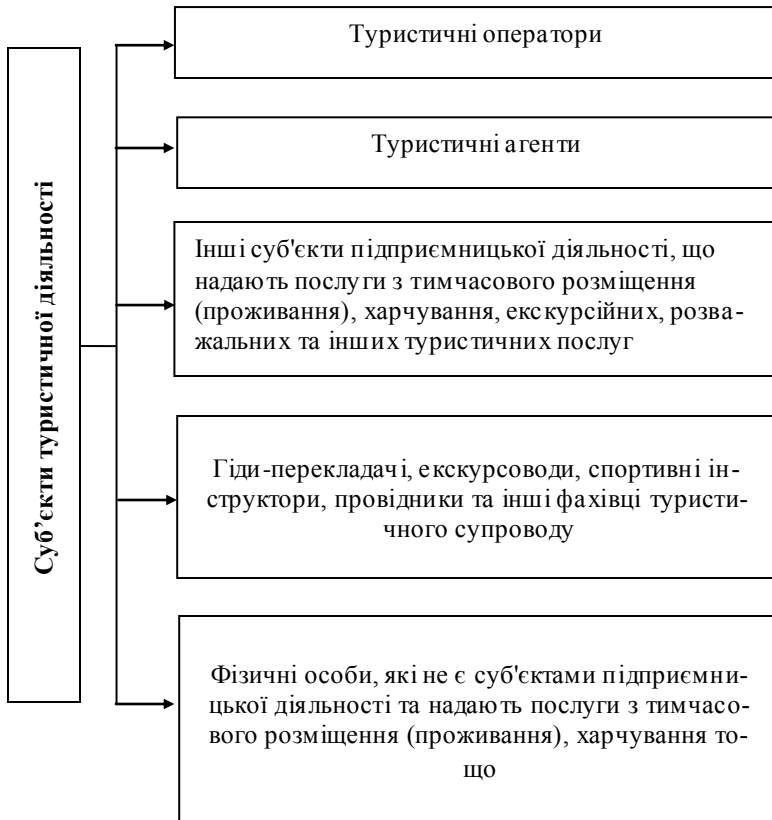 Суб’єкти туристичної діяльності
Туристичні оператори
Туристичні агенти
Інші суб'єкти підприємницької діяльності, що
надають послуги з тимчасового розміщення
(проживання), харчування, екскурсійних, розва-
жальних та інших туристичних послуг
Гіди-перекладачі, екскурсоводи, спортивні ін-
структори, провідники та інші фахівці туристи-
чного супроводу
Фізичні особи, які не є суб'єктами підприємни-
цької діяльності та надають послуги з тимчасо-
вого розміщення (проживання), харчування то-
що